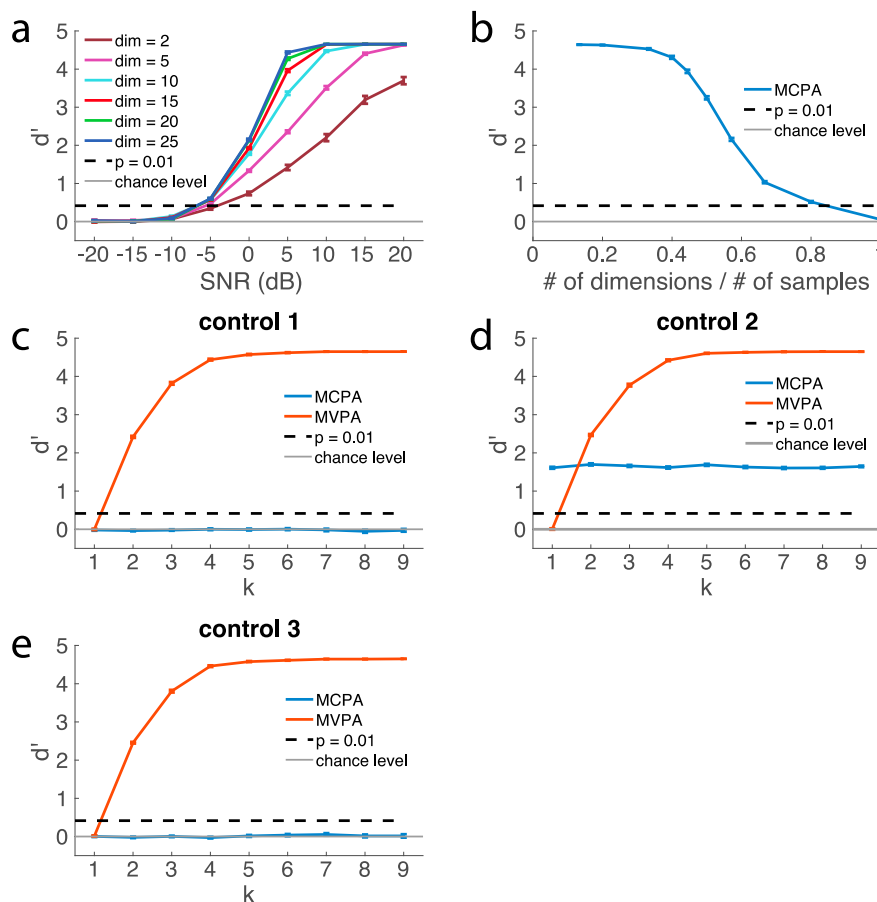 a
5
4
3
2
1
0
d'
dim = 2
dim = 5
dim = 10
dim = 15
dim = 20
dim = 25
p = 0.01
chance level
-20 -15 -10 -5 0 5 10 15 20
SNR (dB)
b
5
4
3
2
1
0
d'
MCPA
p = 0.01
chance level
0 0.2 0.4 0.6 0.8
# of dimensions / # of samples
c
control 1
5
4
3
2
1
0
d'
MCPA
MVPA
p = 0.01
chance level
1 2 3 4 5 6 7 8 9
k
d
control 2
5
4
3
2
1
0
d'
MCPA
MVPA
p = 0.01
chance level
1 2 3 4 5 6 7 8 9
k
e
control 3
5
4
3
2
1
0
d'
MCPA
MVPA
p = 0.01
chance level
1 2 3 4 5 6 7 8 9
k